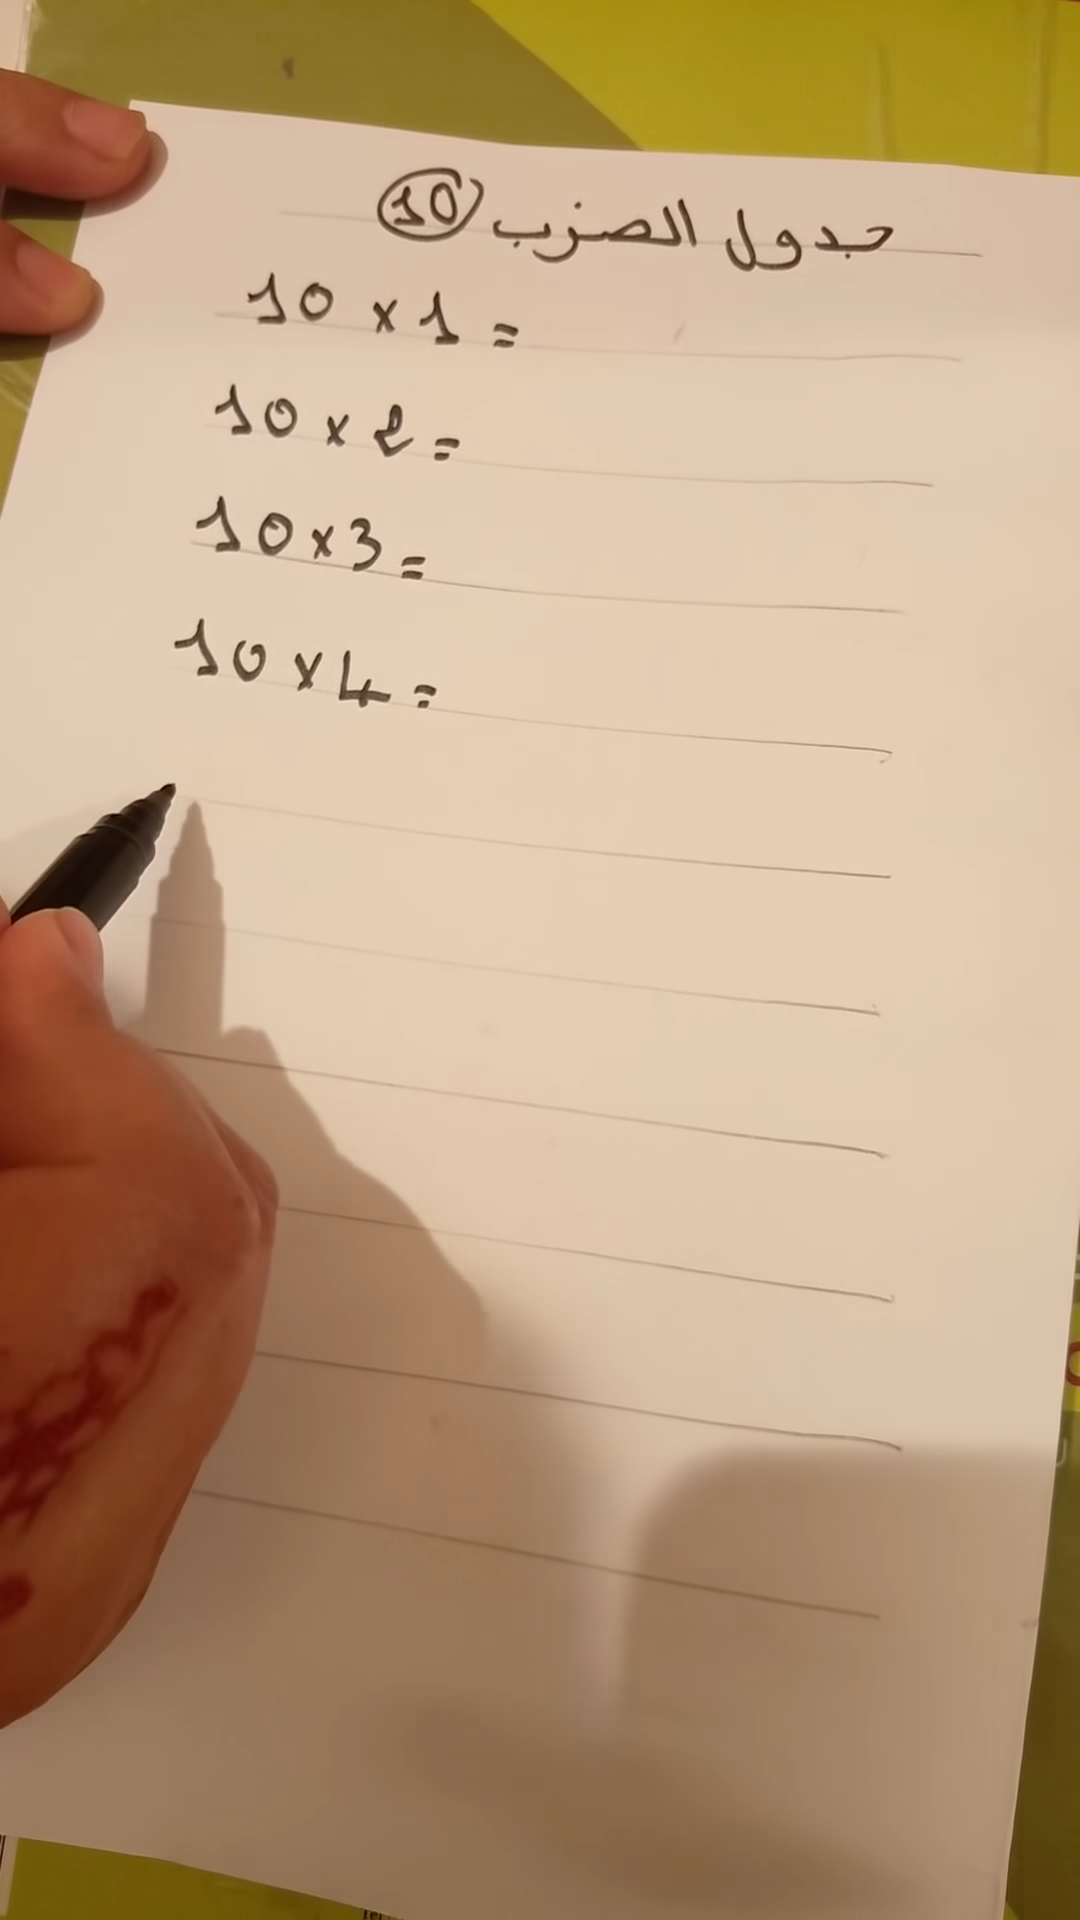 جدول الضرب 10
10 x 1 =
10 x 2 =
10 x 3 =
10 x 4 =